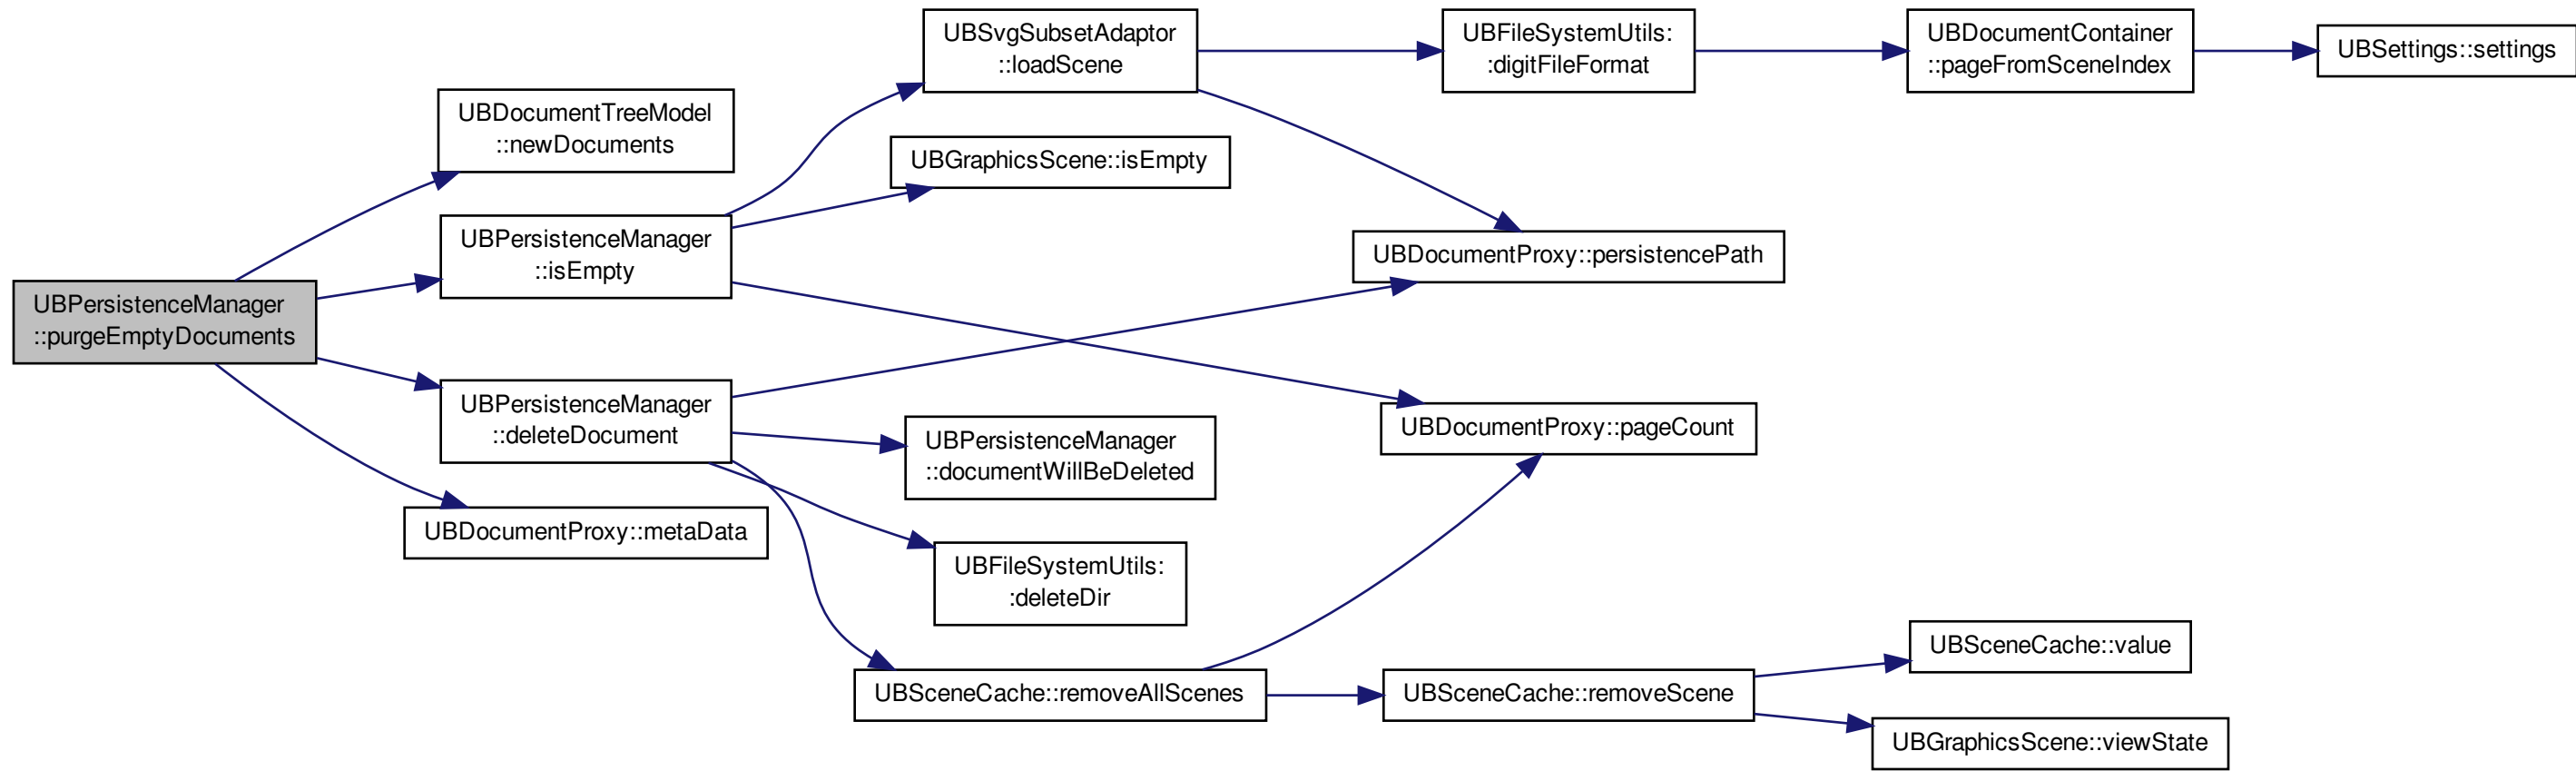 UBPersistenceManager
::purgeEmptyDocuments
UBDocumentTreeModel
::newDocuments
UBPersistenceManager
::isEmpty
UBPersistenceManager
::deleteDocument
UBDocumentProxy::metaData
UBSvgSubsetAdaptor
::loadScene
UBGraphicsScene::isEmpty
UBPersistenceManager
::documentWillBeDeleted
UBFileSystemUtils:
:deleteDir
UBSceneCache::removeAllScenes
UBFileSystemUtils:
:digitFileFormat
UBDocumentProxy::persistencePath
UBDocumentProxy::pageCount
UBSceneCache::removeScene
UBDocumentContainer
::pageFromSceneIndex
UBSceneCache::value
UBGraphicsScene::viewState
UBSettings::settings